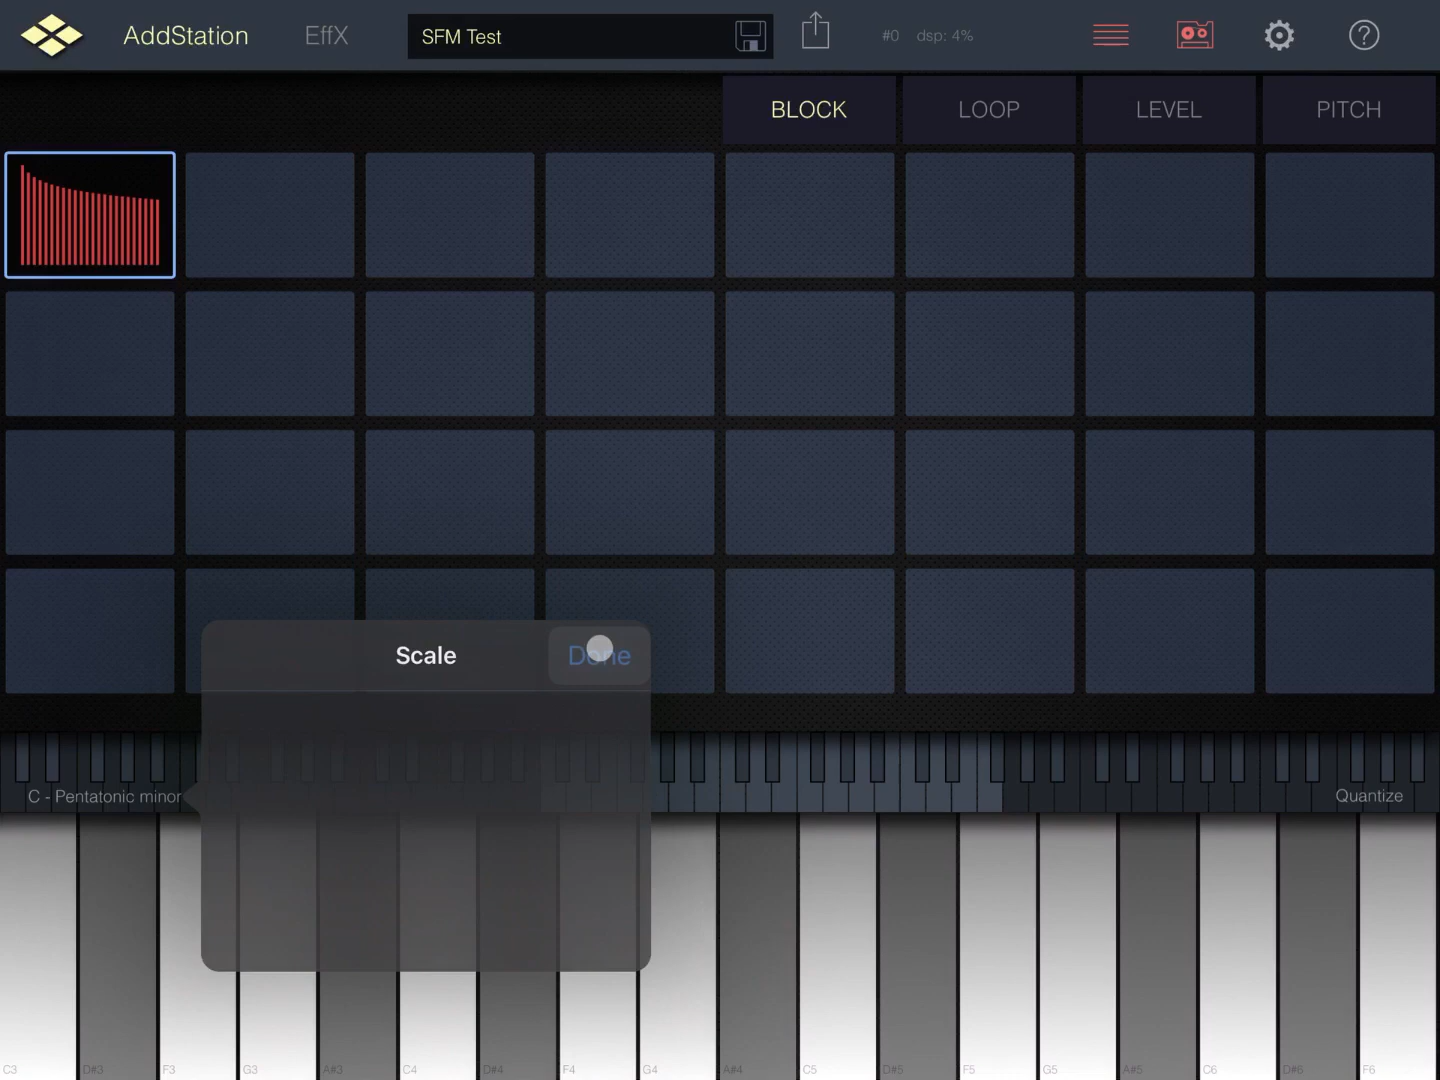 AddStation EffX SFM Test #0 dsp: 4%
BLOCK LOOP LEVEL PITCH
Scale Done
C - Pentatonic minor Quantize
C3 D#3 F3 G3 A#3 C4 D#4 F4 G4 A#4 C5 D#5 F5 G5 A#5 C6 D#6 F6